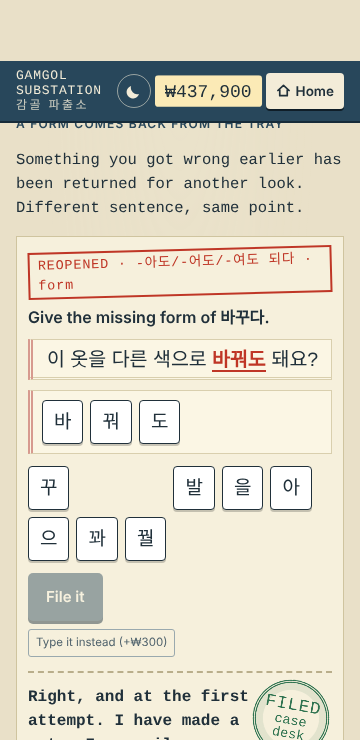 GAMGOL
SUBSTATION
감골 파출소
₩437,900
Home
A FORM COMES BACK FROM THE TRAY
Something you got wrong earlier has
been returned for another look.
Different sentence, same point.
REOPENED · -아도/-어도/-여도 되다 ·
form
Give the missing form of 바꾸다.
이 옷을 다른 색으로 바꿔도 돼요?
바 꿔 도
꾸 발 을 아
으 꽈 꿜
File it
Type it instead (+₩300)
Right, and at the first
attempt. I have made a
FILED
case
desk